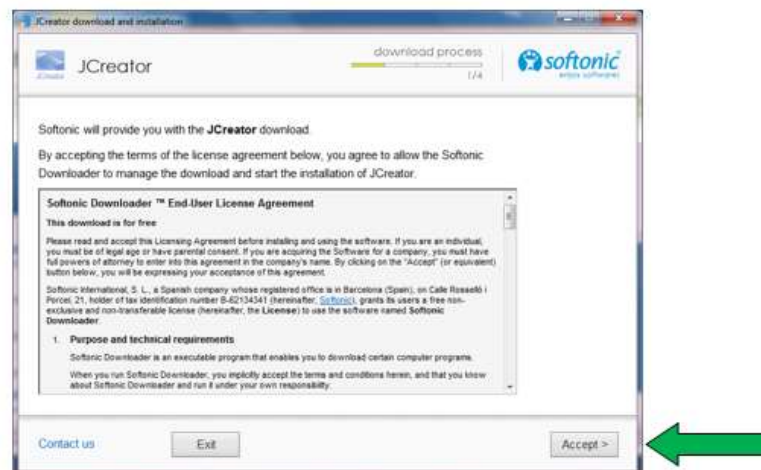 JCreator download and installation
JCreator
download process
1/4
softonic
enjoy software!
JCreator
Softonic will provide you with the JCreator download.
By accepting the terms of the license agreement below, you agree to allow the Softonic
Downloader to manage the download and start the installation of JCreator.
Softonic Downloader ™ End-User License Agreement
This download is for free
Please read and accept this Licensing Agreement before installing and using the software. If you are an individual,
you must be of legal age or have parental consent. If you are acquiring the Software for a company, you must have
full powers of attorney to enter into this agreement in the company's name. By clicking on the "Accept" (or equivalent)
button below, you will be expressing your acceptance of this agreement.
Softonic International, S. L., a Spanish company whose registered office is in Barcelona (Spain), on Calle Rosselló i
Porcel, 21, holder of tax identification number B-62134341 (hereinafter, Softonic), grants its users a free non-
exclusive and non-transferable license (hereinafter, the License) to use the software named Softonic
Downloader.
1. Purpose and technical requirements
Softonic Downloader is an executable program that enables you to download certain computer programs.
When you run Softonic Downloader, you implicitly accept the terms and conditions herein, and that you know
about Softonic Downloader and run it under your own responsibility.
Contact us
Exit
Accept >